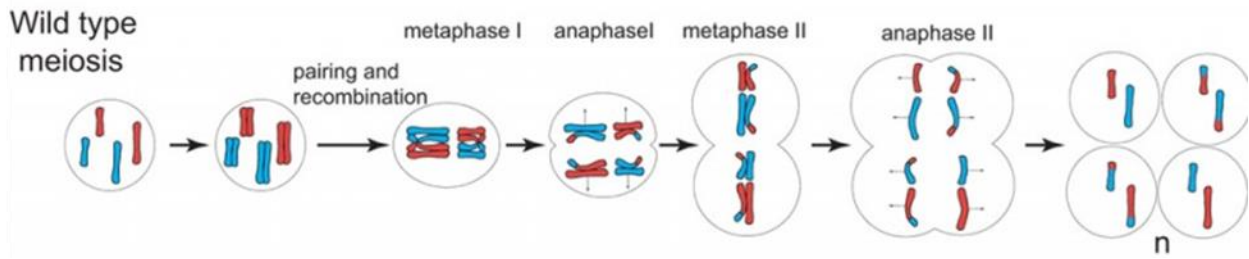 Wild type
meiosis
pairing and
recombination
metaphase I
anaphaseI
metaphase II
anaphase II
n